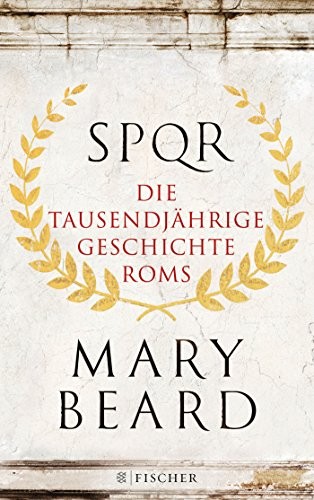 SPQR
DIE
TAUSENDJÄHRIGE
GESCHICHTE
ROMS
MARY
BEARD
FISCHER